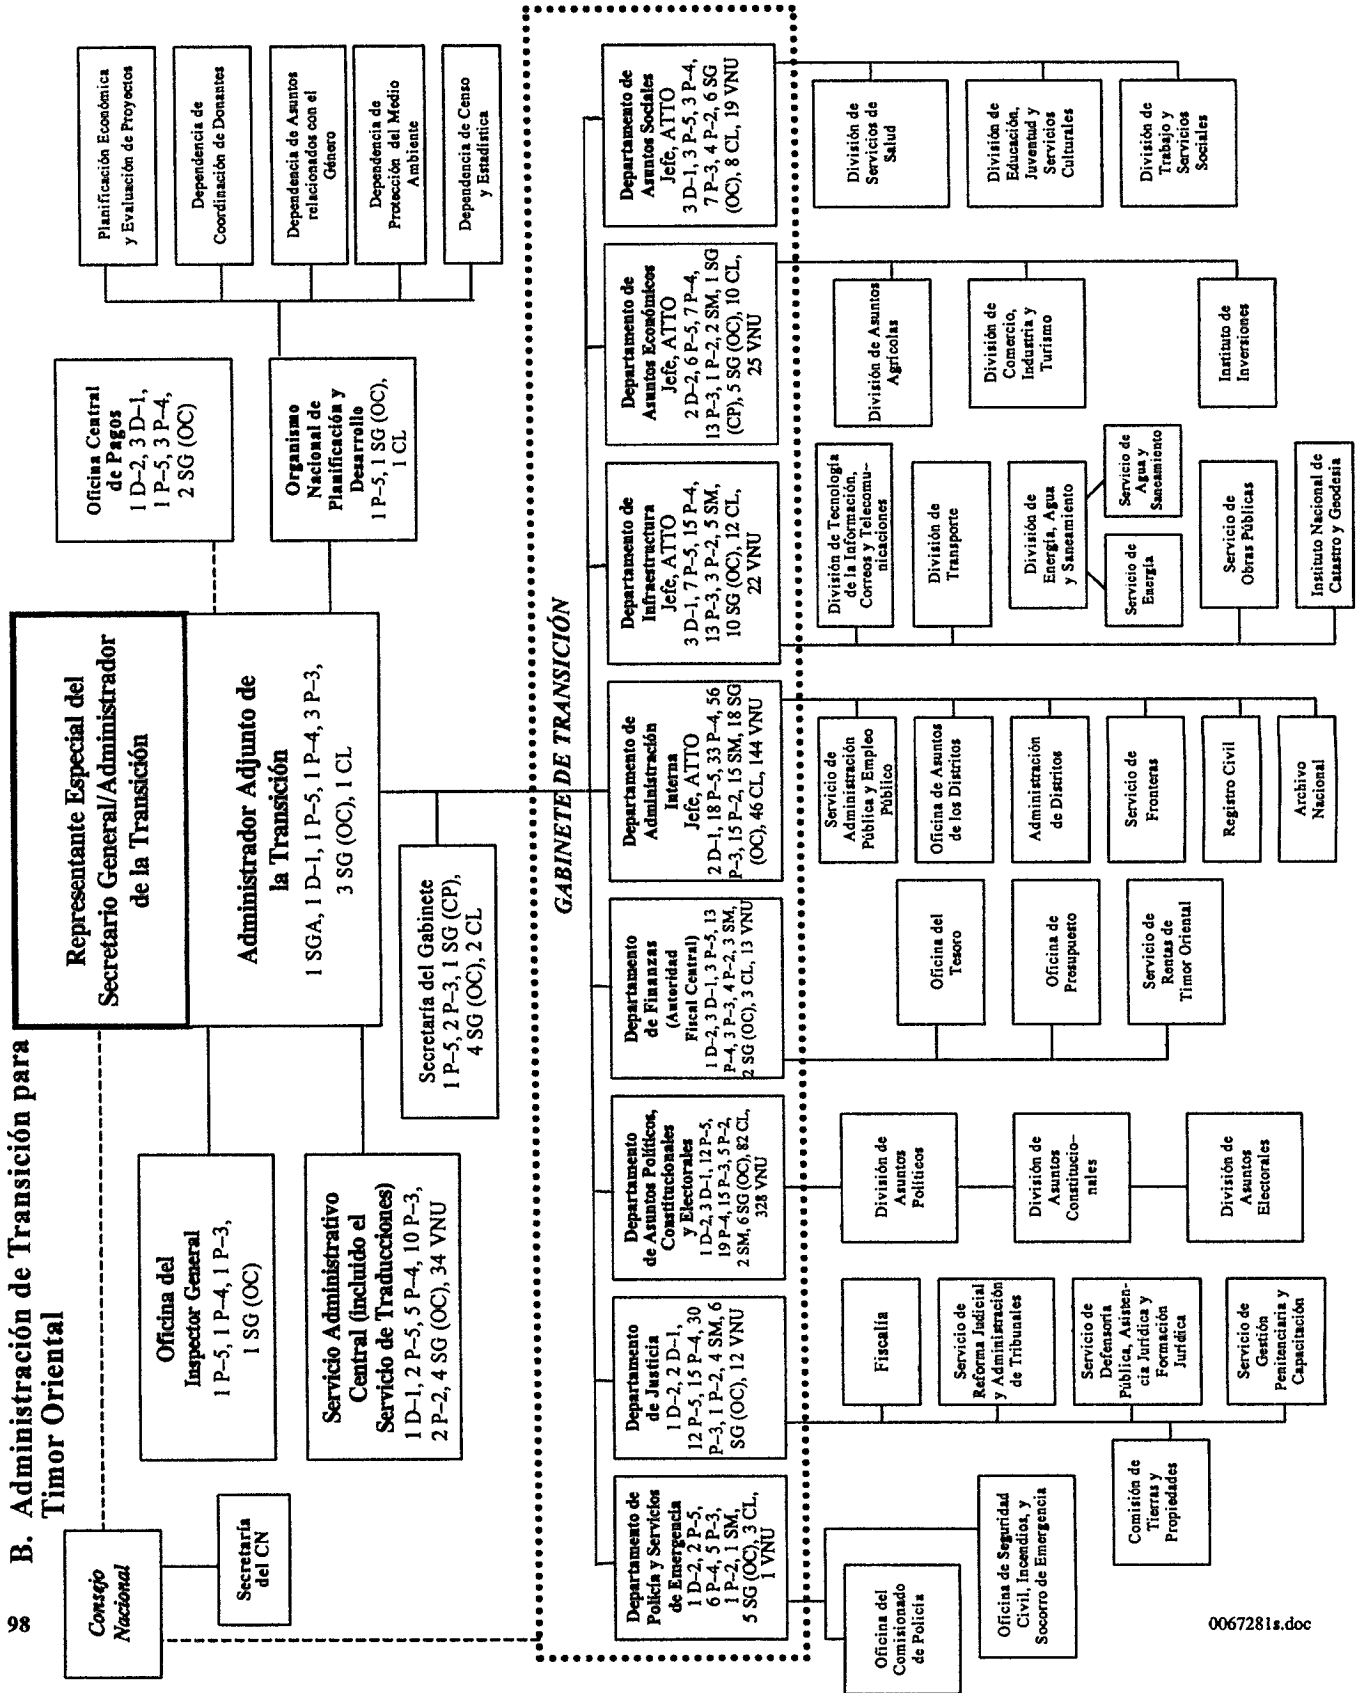 98
B. Administración de Transición para
Timor Oriental
Consejo
Nacional
Secretaría
del CN
Representante Especial del
Secretario General/Administrador
de la Transición
Administrador Adjunto de
la Transición
1 SGA, 1 D–1, 1 P–5, 1 P–4, 3 P–3,
3 SG (OC), 1 CL
Oficina del
Inspector General
1 P–5, 1 P–4, 1 P–3,
1 SG (OC)
Servicio Administrativo
Central (incluido el
Servicio de Traducciones)
1 D–1, 2 P–5, 5 P–4, 10 P–3,
2 P–2, 4 SG (OC), 34 VNU
Secretaría del Gabinete
1 P–5, 2 P–3, 1 SG (CP),
4 SG (OC), 2 CL
Oficina Central
de Pagos
1 D–2, 3 D–1,
1 P–5, 3 P–4,
2 SG (OC)
Organismo
Nacional de
Planificación y
Desarrollo
1 P–5, 1 SG (OC),
1 CL
Planificación Económica
y Evaluación de Proyectos
Dependencia de
Coordinación de Donantes
Dependencia de Asuntos
relacionados con el
Género
Dependencia de
Protección del Medio
Ambiente
Dependencia de Censo
y Estadística
GABINETE DE TRANSICIÓN
Departamento de
Policía y Servicios
de Emergencia
1 D–2, 2 P–5,
6 P–4, 5 P–3,
1 P–2, 1 SM,
5 SG (OC), 3 CL,
1 VNU
Departamento
de Justicia
1 D–2, 2 D–1,
12 P–5, 15 P–4, 30
P–3, 1 P–2, 4 SM, 6
SG (OC), 12 VNU
Departamento
de Asuntos Políticos,
Constitucionales
y Electorales
1 D–2, 3 D–1, 12 P–5,
19 P–4, 15 P–3, 5 P–2,
2 SM, 6 SG (OC), 82 CL,
328 VNU
Departamento
de Finanzas
(Autoridad
Fiscal Central)
1 D–2, 3 D–1, 3 P–5, 13
P–4, 3 P–3, 4 P–2, 3 SM,
2 SG (OC), 3 CL, 13 VNU
Departamento de
Administración
Interna
Jefe, ATTO
2 D–1, 18 P–5, 33 P–4, 56
P–3, 15 P–2, 15 SM, 18 SG
(OC), 46 CL, 144 VNU
Departamento de
Infraestructura
Jefe, ATTO
3 D–1, 7 P–5, 15 P–4,
13 P–3, 3 P–2, 5 SM,
10 SG (OC), 12 CL,
22 VNU
Departamento de
Asuntos Económicos
Jefe, ATTO
2 D–2, 6 P–5, 7 P–4,
13 P–3, 1 P–2, 2 SM, 1 SG
(CP), 5 SG (OC), 10 CL,
25 VNU
Departamento de
Asuntos Sociales
Jefe, ATTO
3 D–1, 3 P–5, 3 P–4,
7 P–3, 4 P–2, 6 SG
(OC), 8 CL, 19 VNU
Oficina del
Comisionado
de Policía
Oficina de Seguridad
Civil, Incendios, y
Socorro de Emergencia
Fiscalía
Servicio de
Reforma Judicial
y Administración
de Tribunales
Servicio de
Defensoría
Pública, Asisten-
cia Jurídica y
Formación
Jurídica
Servicio de
Gestión
Penitenciaria y
Capacitación
Comisión de
Tierras y
Propiedades
División de
Asuntos
Políticos
División de
Asuntos
Constitucio-
nales
División de
Asuntos
Electorales
Oficina del
Tesoro
Oficina de
Presupuesto
Servicio de
Rentas de
Timor Oriental
Servicio de
Administración
Pública y Empleo
Público
Oficina de Asuntos
de los Distritos
Administración
de Distritos
Servicio de
Fronteras
Registro Civil
Archivo
Nacional
División de Tecnología
de la Información,
Correos y Telecomu-
nicaciones
División de
Transporte
División de
Energía, Agua
y Saneamiento
Servicio de
Energía
Servicio de
Agua y
Saneamiento
Servicio de
Obras Públicas
Instituto Nacional de
Catastro y Geodesia
División de Asuntos
Agrícolas
División de
Comercio,
Industria y
Turismo
Instituto de
Inversiones
División de
Servicios de
Salud
División de
Educación,
Juventud y
Servicios
Culturales
División de
Trabajo y
Servicios
Sociales
0067281s.doc